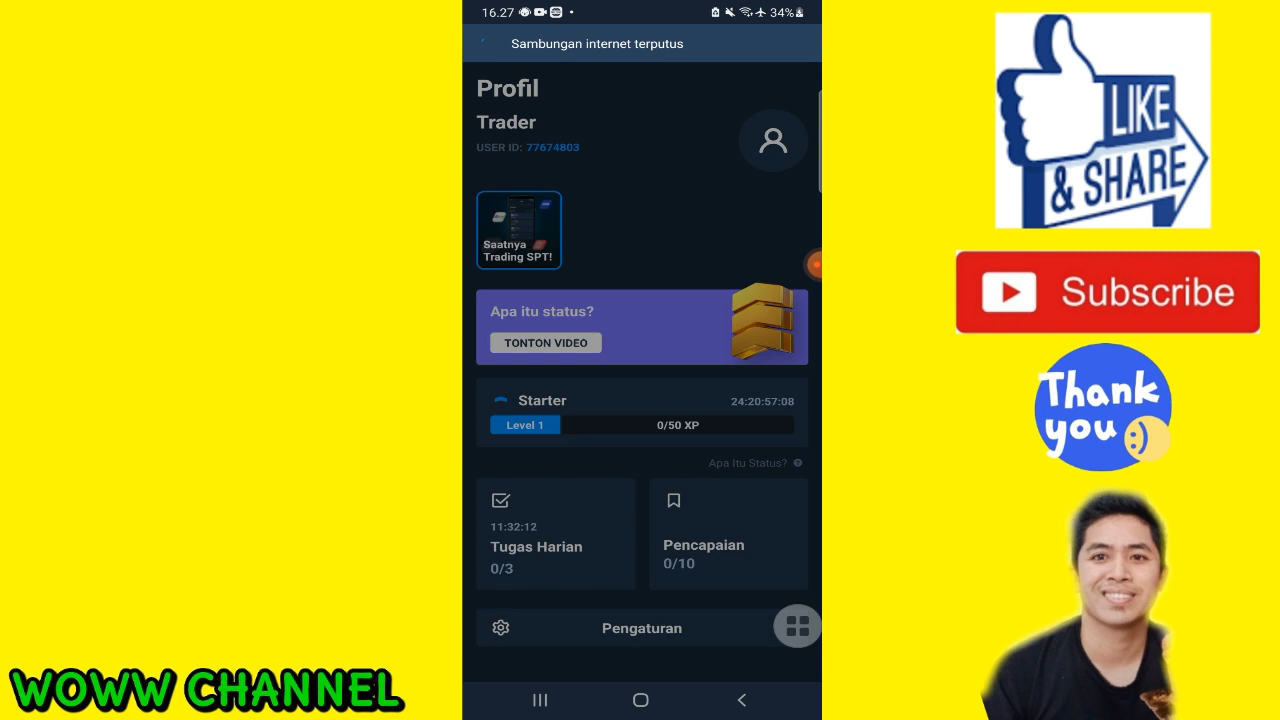 16.27
34%
Sambungan internet terputus
Profil
Trader
USER ID: 77674803
Saatnya
Trading SPT!
Apa itu status?
TONTON VIDEO
Starter
24:20:57:08
Level 1
0/50 XP
Apa Itu Status?
11:32:12
Tugas Harian
0/3
Pencapaian
0/10
Pengaturan
LIKE
& SHARE
Subscribe
Thank
you
WOWW CHANNEL